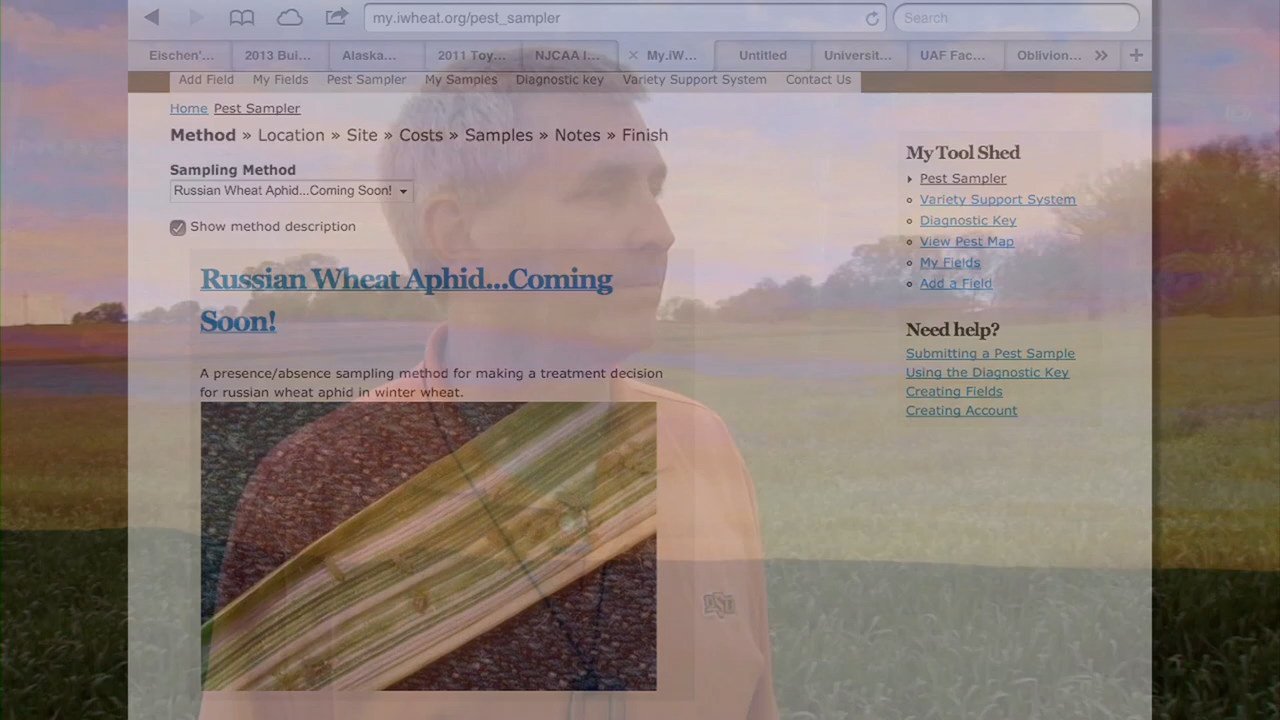 my.iwheat.org/pest_sampler
Search
Eischen'... 2013 Bui... Alaska... 2011 Toy... NJCAA I... My.iW... Untitled Universit... UAF Fac... Oblivion...
Add Field My Fields Pest Sampler My Samples Diagnostic key Variety Support System Contact Us
Home Pest Sampler
Method » Location » Site » Costs » Samples » Notes » Finish
Sampling Method
Russian Wheat Aphid...Coming Soon!
Show method description
Russian Wheat Aphid...Coming
Soon!
A presence/absence sampling method for making a treatment decision
for russian wheat aphid in winter wheat.
My Tool Shed
Pest Sampler
Variety Support System
Diagnostic Key
View Pest Map
My Fields
Add a Field
Need help?
Submitting a Pest Sample
Using the Diagnostic Key
Creating Fields
Creating Account